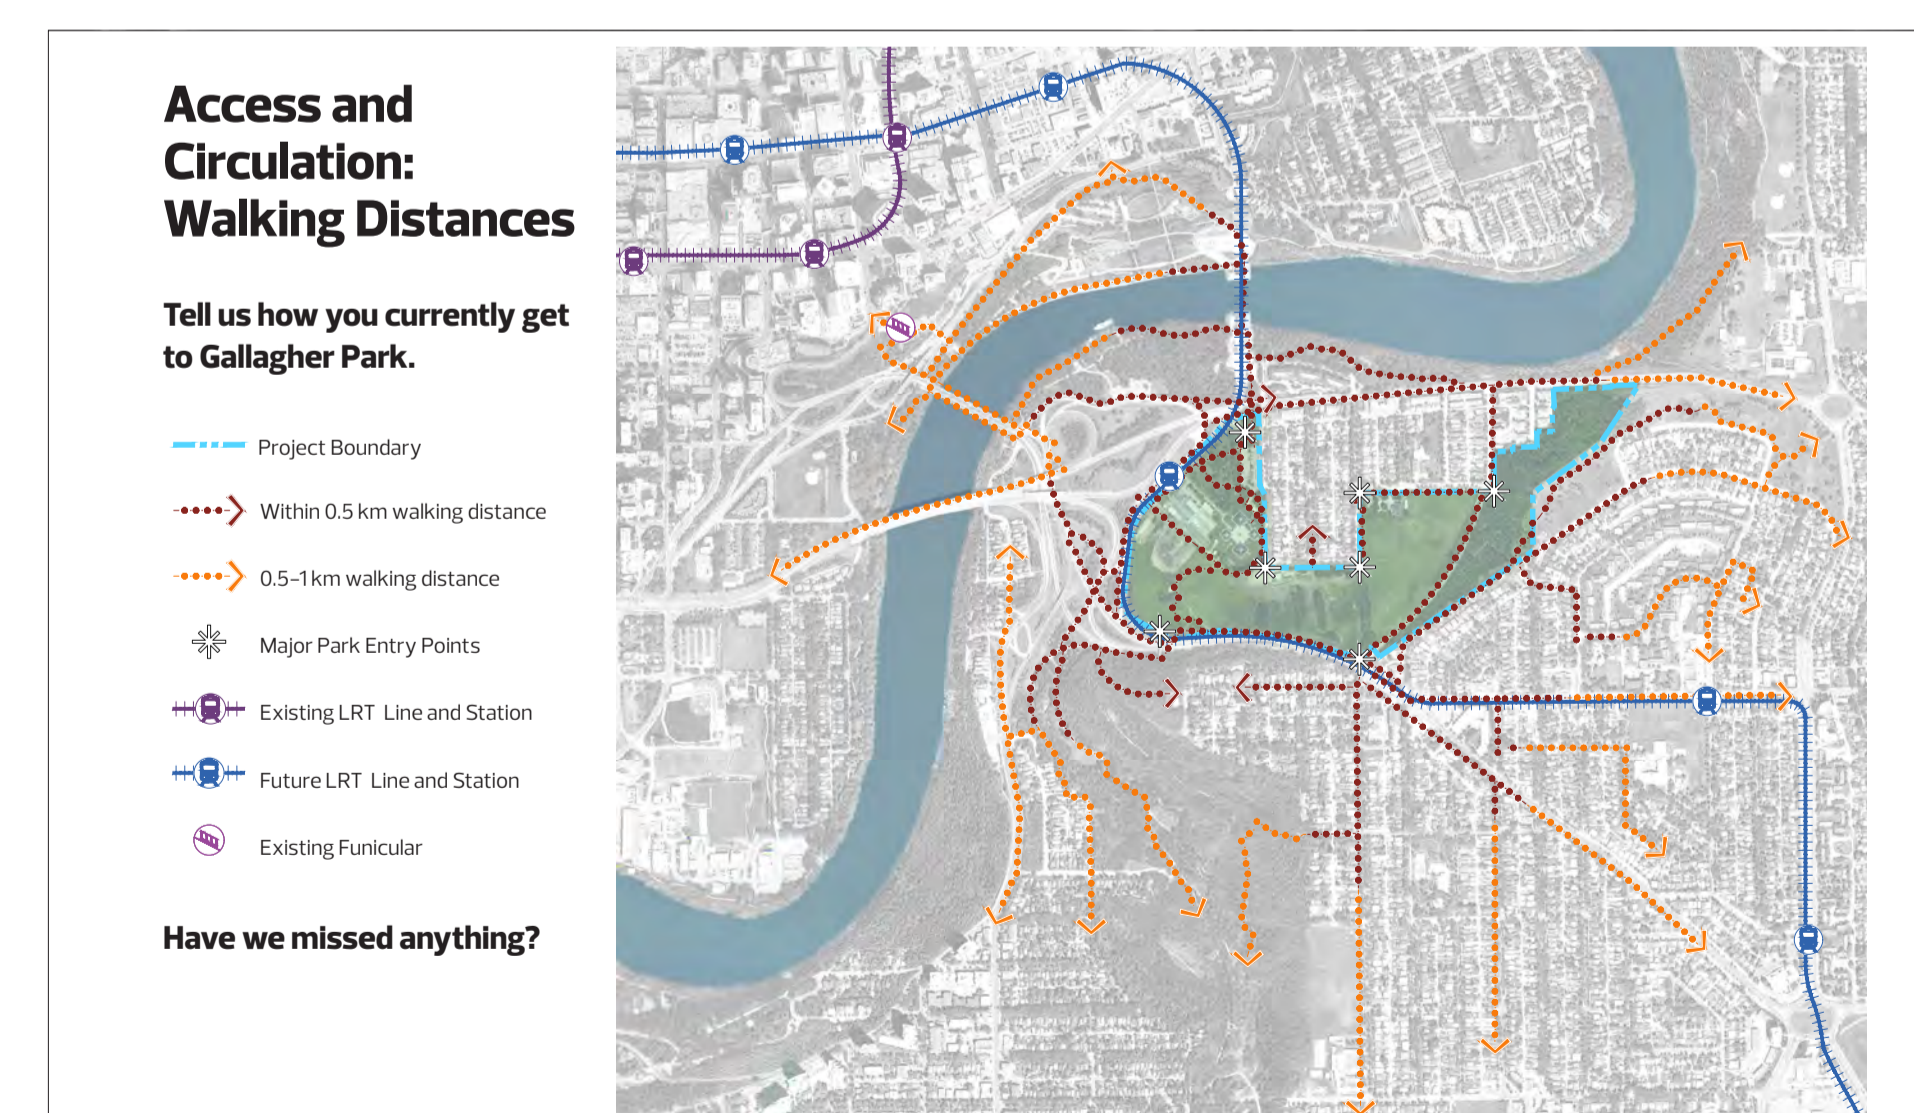 Access and
Circulation:
Walking Distances
Tell us how you currently get
to Gallagher Park.
Project Boundary
Within 0.5 km walking distance
0.5–1 km walking distance
Major Park Entry Points
Existing LRT Line and Station
Future LRT Line and Station
Existing Funicular
Have we missed anything?